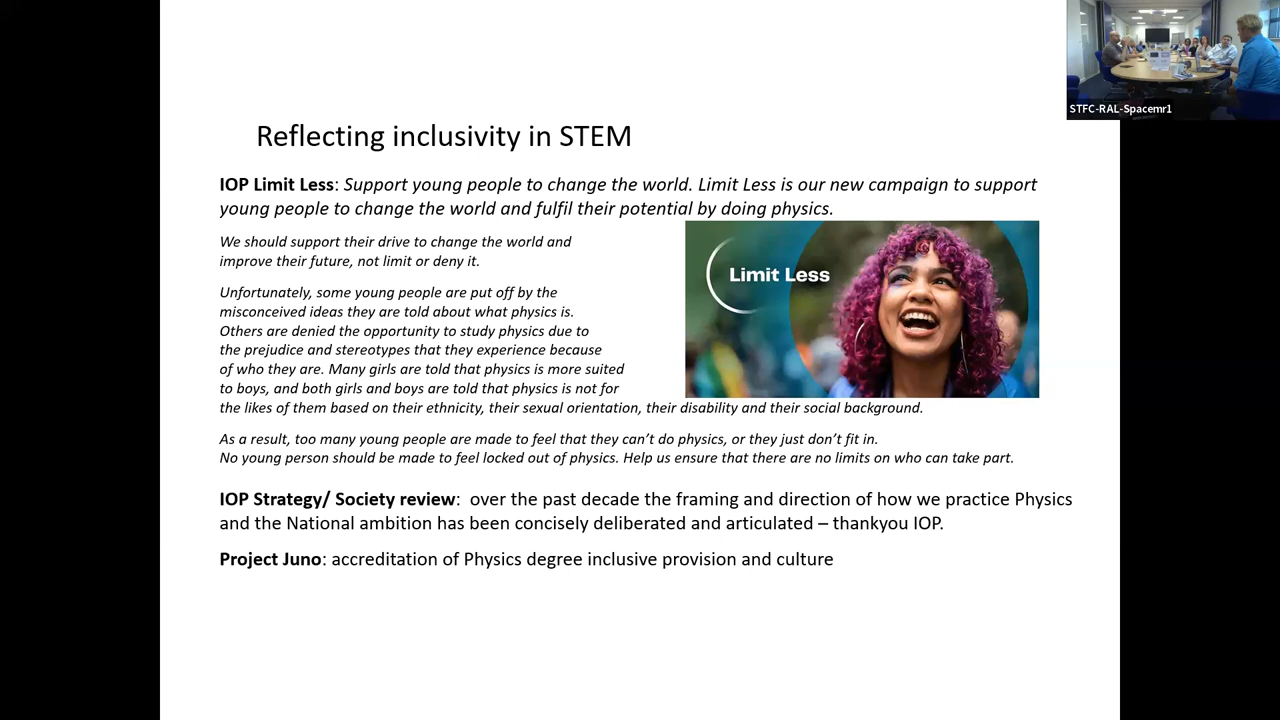 STFC-RAL-Spacemr1
Reflecting inclusivity in STEM
IOP Limit Less: Support young people to change the world. Limit Less is our new campaign to support
young people to change the world and fulfil their potential by doing physics.
We should support their drive to change the world and
improve their future, not limit or deny it.
Limit Less
Unfortunately, some young people are put off by the
misconceived ideas they are told about what physics is.
Others are denied the opportunity to study physics due to
the prejudice and stereotypes that they experience because
of who they are. Many girls are told that physics is more suited
to boys, and both girls and boys are told that physics is not for
the likes of them based on their ethnicity, their sexual orientation, their disability and their social background.
As a result, too many young people are made to feel that they can’t do physics, or they just don’t fit in.
No young person should be made to feel locked out of physics. Help us ensure that there are no limits on who can take part.
IOP Strategy/ Society review:  over the past decade the framing and direction of how we practice Physics
and the National ambition has been concisely deliberated and articulated – thankyou IOP.
Project Juno: accreditation of Physics degree inclusive provision and culture